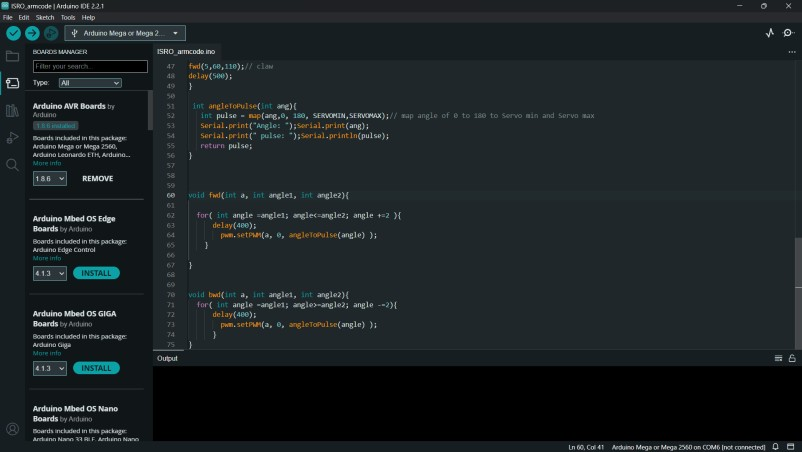 ISRO_armcode | Arduino IDE 2.2.1
File Edit Sketch Tools Help
Arduino Mega or Mega 2...
BOARDS MANAGER
Filter your search...
Type: All
Arduino AVR Boards by
Arduino
1.8.6 installed
Boards included in this package:
Arduino Mega or Mega 2560,
Arduino Leonardo ETH, Arduino...
More info
1.8.6 REMOVE
Arduino Mbed OS Edge
Boards by Arduino
Boards included in this package:
Arduino Edge Control
More info
4.1.3 INSTALL
Arduino Mbed OS GIGA
Boards by Arduino
Boards included in this package:
Arduino Giga
More info
4.1.3 INSTALL
Arduino Mbed OS Nano
Boards by Arduino
Boards included in this package:
Arduino Nano 33 BLE, Arduino Nano
ISRO_armcode.ino
47 fwd(5,60,110);// claw
48 delay(500);
49 }
50
51 int angleToPulse(int ang){
52 int pulse = map(ang,0, 180, SERVOMIN,SERVOMAX);// map angle of 0 to 180 to Servo min and Servo max
53 Serial.print("Angle: ");Serial.print(ang);
54 Serial.print(" pulse: ");Serial.println(pulse);
55 return pulse;
56 }
57
58
59
60 void fwd(int a, int angle1, int angle2){
61
62 for( int angle =angle1; angle<=angle2; angle +=2 ){
63 delay(400);
64 pwm.setPWM(a, 0, angleToPulse(angle) );
65 }
66
67 }
68
69
70 void bwd(int a, int angle1, int angle2){
71 for( int angle =angle1; angle>=angle2; angle -=2){
72 delay(400);
73 pwm.setPWM(a, 0, angleToPulse(angle) );
74 }
75 }
Output
Ln 60, Col 41 Arduino Mega or Mega 2560 on COM6 [not connected]